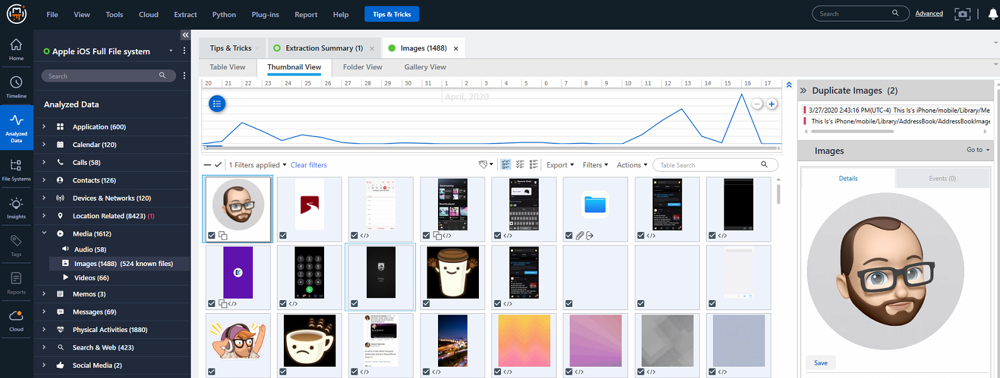 File View Tools Cloud Extract Python Plug-ins Report Help Tips & Tricks Search Advanced
Home
Timeline
Analyzed
Data
File Systems
Insights
Tags
Reports
Cloud
Apple iOS Full File system
Search
Analyzed Data
Application (600)
Calendar (120)
Calls (58)
Contacts (126)
Devices & Networks (120)
Location Related (8423) (1)
Media (1612)
Audio (58)
Images (1488) (524 known files)
Videos (66)
Memos (3)
Messages (69)
Physical Activities (1880)
Search & Web (423)
Social Media (2)
Tips & Tricks Extraction Summary (1) Images (1488)
Table View Thumbnail View Folder View Gallery View
20 21 22 23 24 25 26 27 28 29 30 31 1 2 3 4 5 6 7 8 9 10 11 12 13 14 15 16 17
April, 2020
1 Filters applied Clear filters Export Filters Actions Table Search
Good morning
Recently played
Secure Chat
Duplicate Images (2)
3/27/2020 2:43:16 PM(UTC-4) This Is's iPhone/mobile/Library/Me
This Is's iPhone/mobile/Library/AddressBook/AddressBookImage
Images Go to
Details Events (0)
Save